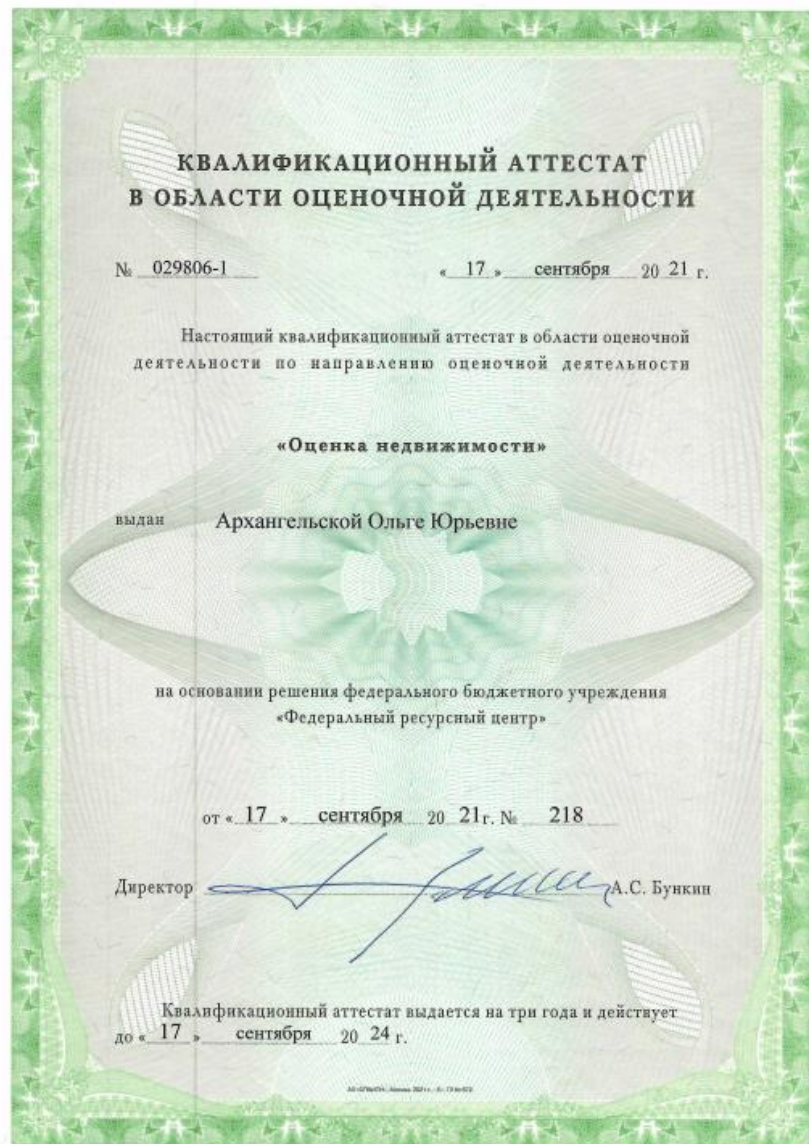 КВАЛИФИКАЦИОННЫЙ АТТЕСТАТ
В ОБЛАСТИ ОЦЕНОЧНОЙ ДЕЯТЕЛЬНОСТИ
№ 029806-1 « 17 » сентября 20 21 г.
Настоящий квалификационный аттестат в области оценочной
деятельности по направлению оценочной деятельности
«Оценка недвижимости»
выдан Архангельской Ольге Юрьевне
на основании решения федерального бюджетного учреждения
«Федеральный ресурсный центр»
от « 17 » сентября 20 21г. № 218
Директор А.С. Бункин
Квалификационный аттестат выдается на три года и действует
до « 17 » сентября 20 24 г.